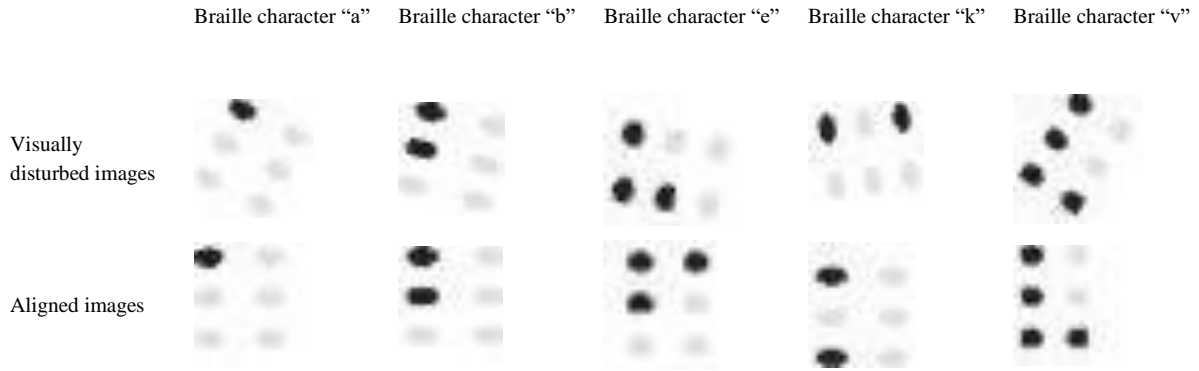 Braille character “a” Braille character “b” Braille character “e” Braille character “k” Braille character “v”
Visually
disturbed images
Aligned images